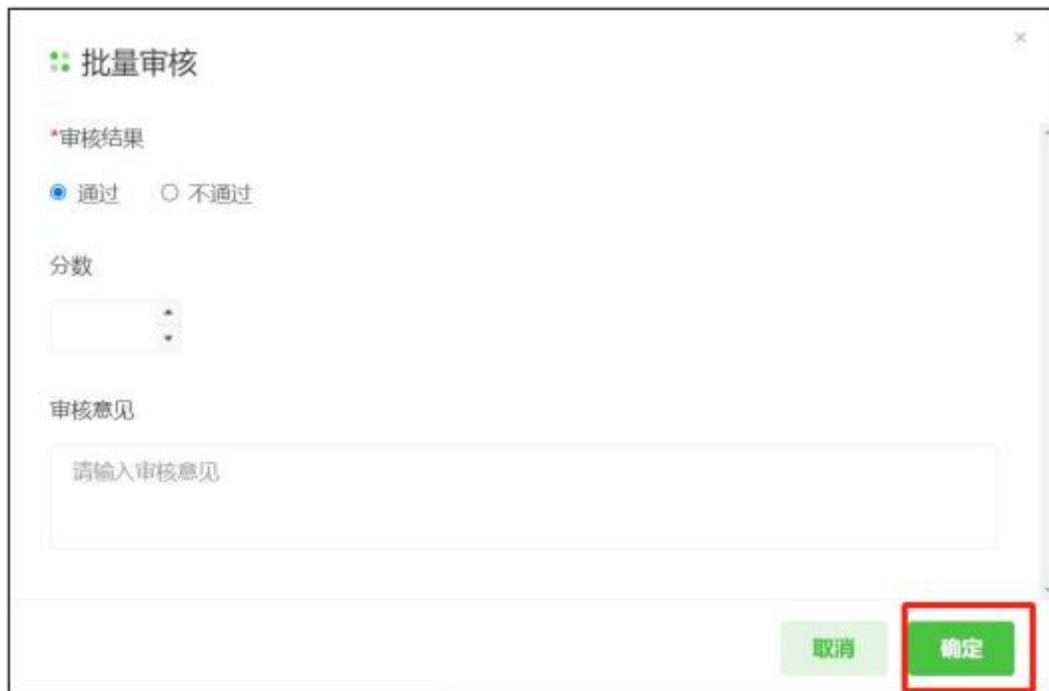 批量审核
*审核结果
通过 不通过
分数
审核意见
请输入审核意见
取消 确定